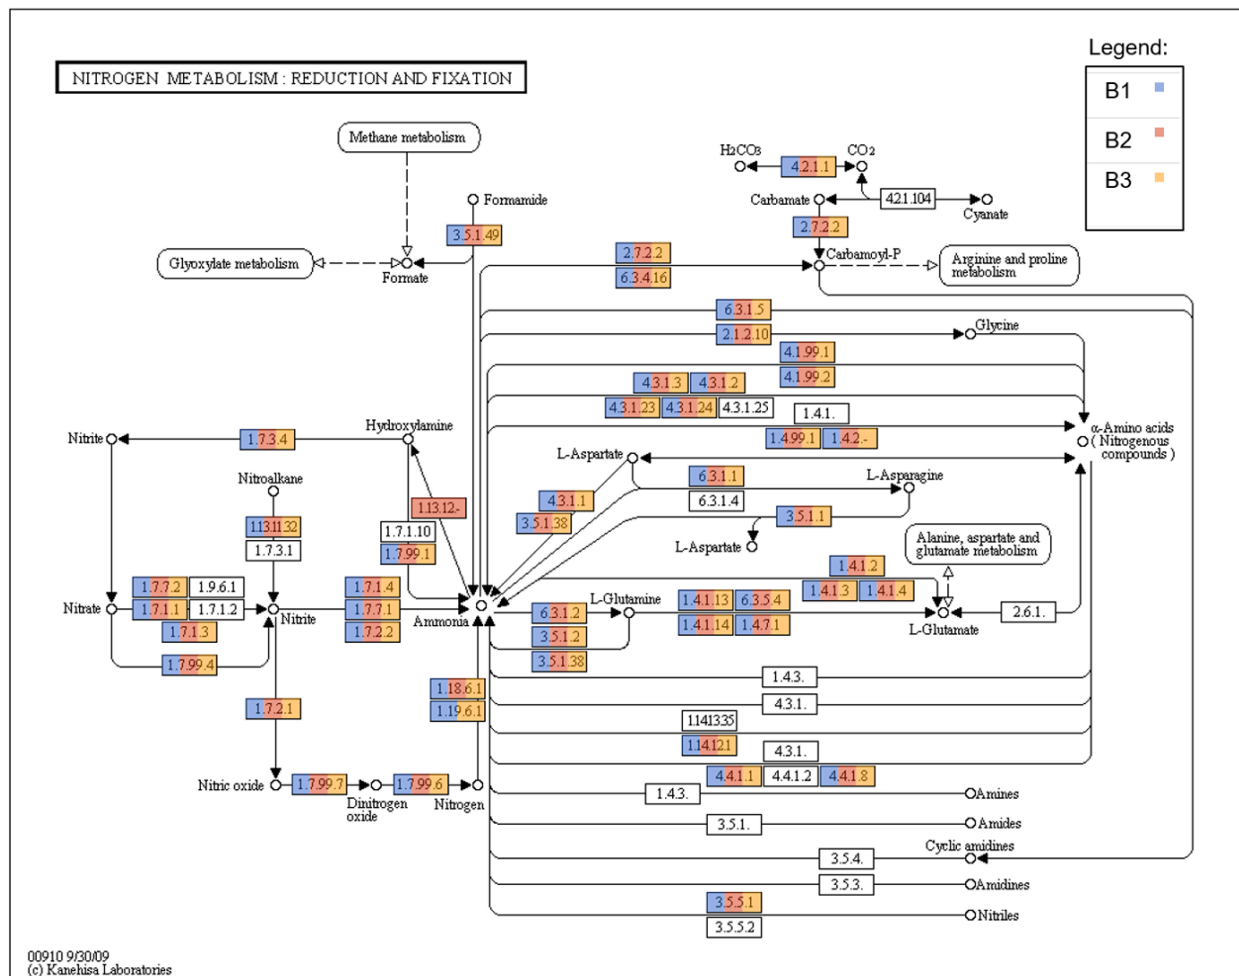 Legend:
B1
B2
B3
NITROGEN METABOLISM : REDUCTION AND FIXATION
Methane metabolism
H2CO3
CO2
4.2.1.1
Formamide
Carbamate
4.2.1.104
Cyanate
3.5.1.49
2.7.2.2
Glyoxylate metabolism
Formate
2.7.2.2
6.3.4.16
Carbamoyl-P
Arginine and proline
metabolism
6.3.1.5
2.1.2.10
Glycine
4.1.99.1
4.1.99.2
4.3.1.3
4.3.1.2
4.3.1.23
4.3.1.24
4.3.1.25
1.4.1.
1.4.99.1
1.4.2.-
α-Amino acids
( Nitrogenous
compounds )
Nitrite
1.7.3.4
Hydroxylamine
Nitroalkane
L-Aspartate
6.3.1.1
6.3.1.4
L-Asparagine
1.13.12.-
4.3.1.1
3.5.1.38
3.5.1.1
L-Aspartate
Alanine, aspartate and
glutamate metabolism
1.13.11.32
1.7.3.1
1.7.1.10
1.7.99.1
1.4.1.2
1.4.1.3
1.4.1.4
1.7.7.2
1.9.6.1
1.7.1.1
1.7.1.2
1.7.1.3
1.7.99.4
Nitrate
Nitrite
1.7.1.4
1.7.7.1
1.7.2.2
Ammonia
6.3.1.2
3.5.1.2
3.5.1.38
L-Glutamine
1.4.1.13
6.3.5.4
1.4.1.14
1.4.7.1
L-Glutamate
2.6.1.
1.7.2.1
1.18.6.1
1.19.6.1
1.4.3.
4.3.1.
1.14.13.35
1.14.12.1
4.3.1.
4.4.1.1
4.4.1.2
4.4.1.8
Nitric oxide
1.7.99.7
Dinitrogen
oxide
1.7.99.6
Nitrogen
1.4.3.
Amines
3.5.1.
Amides
3.5.4.
Cyclic amidines
3.5.3.
Amidines
3.5.5.1
3.5.5.2
Nitriles
00910 9/30/09
(c) Kanehisa Laboratories